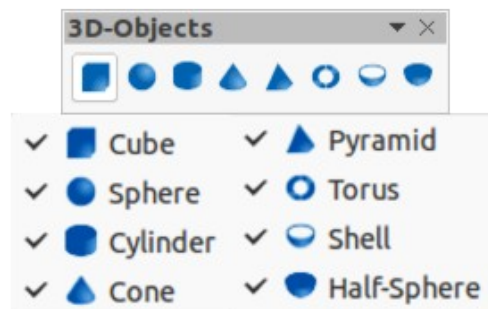 3D-Objects
Cube
Sphere
Cylinder
Cone
Pyramid
Torus
Shell
Half-Sphere